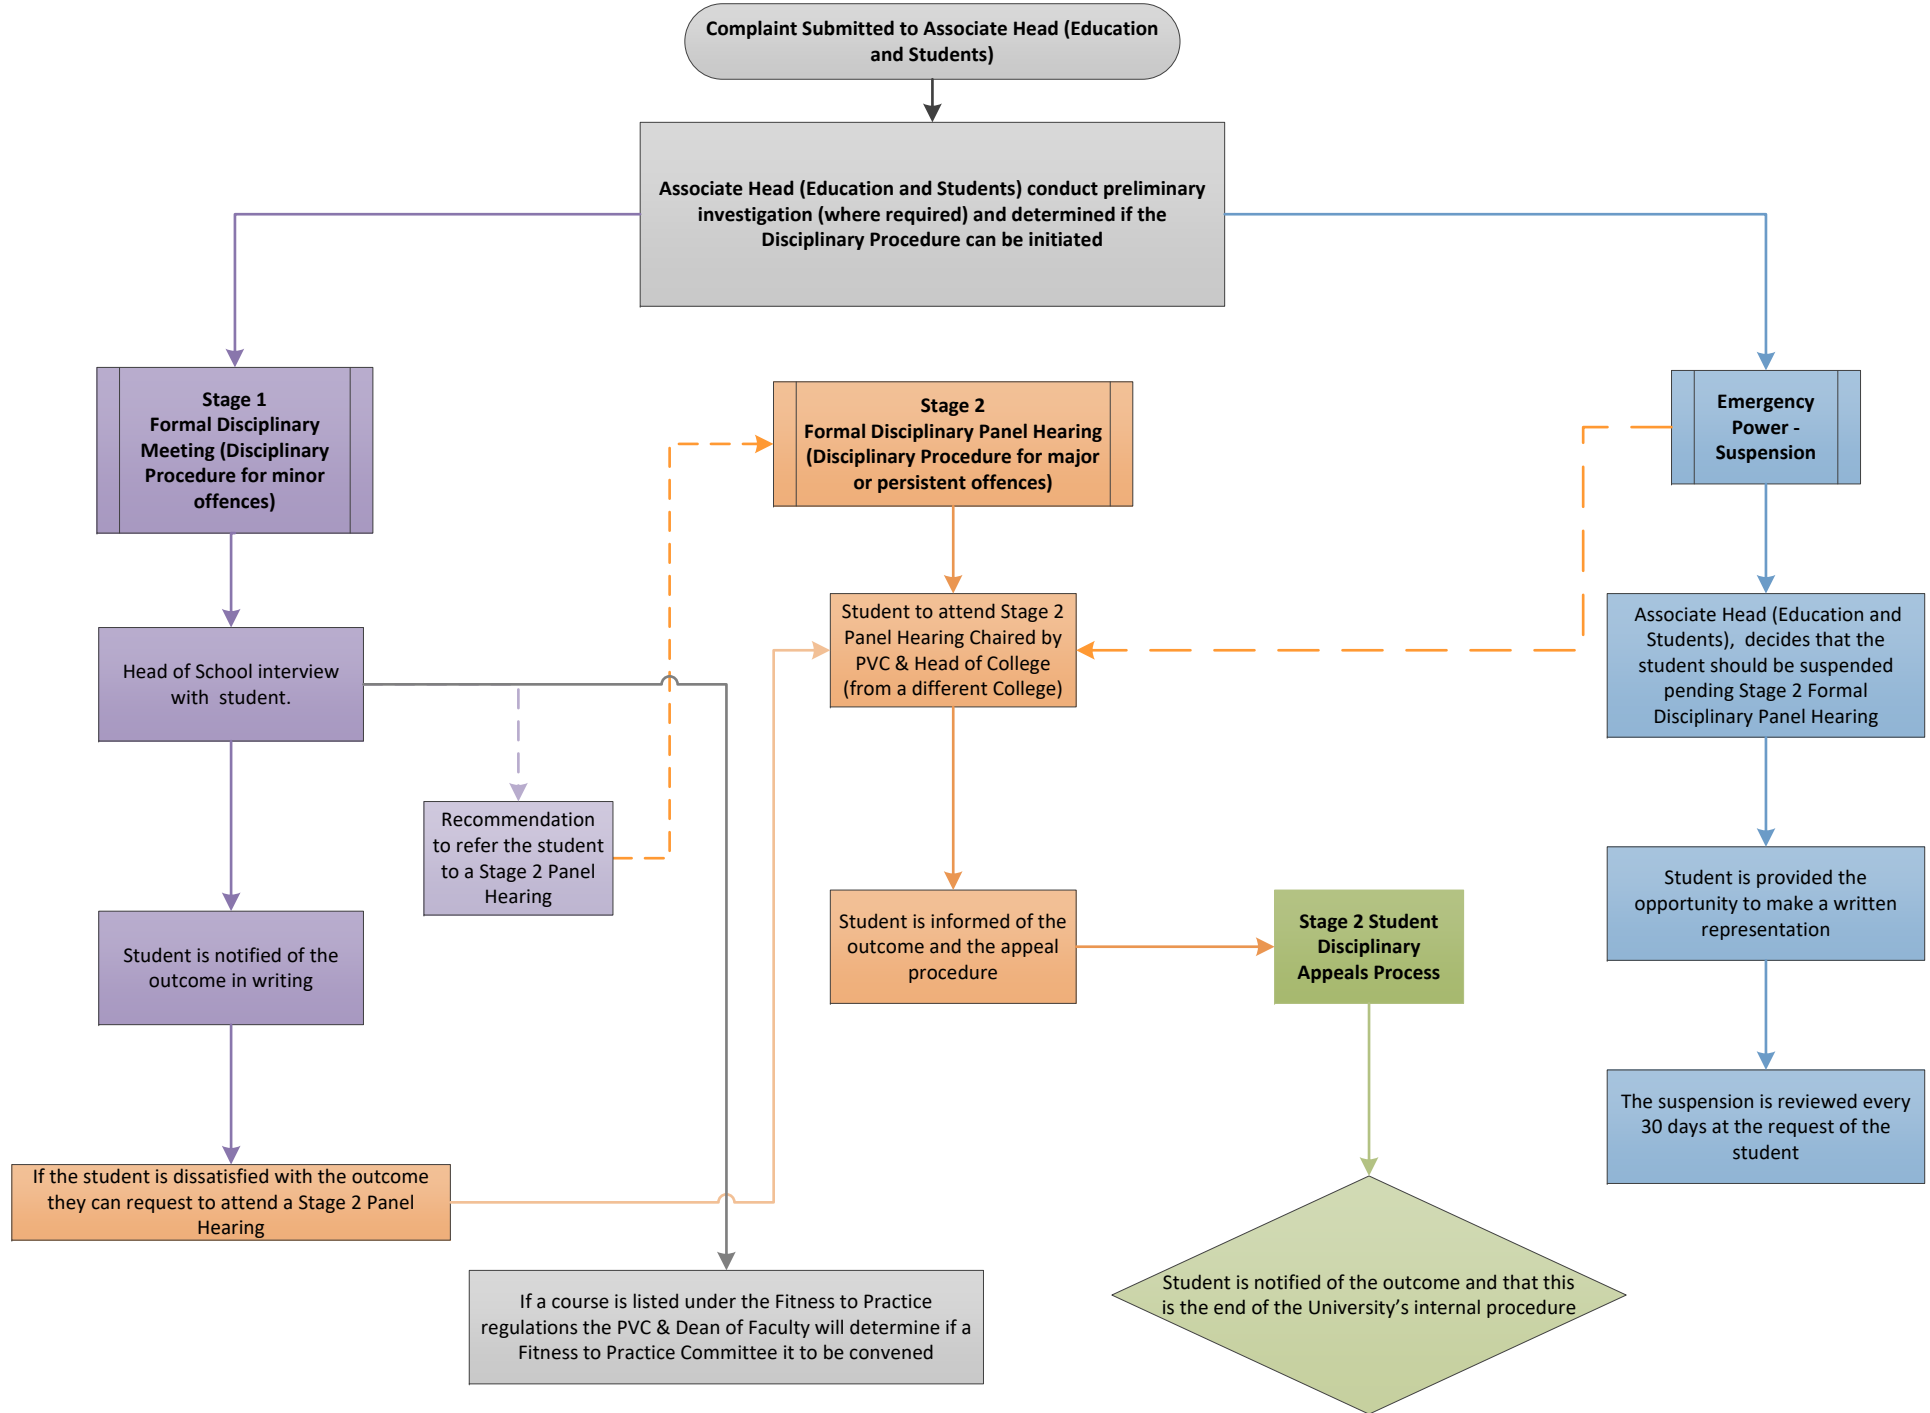 Complaint Submitted to Associate Head (Education
and Students)
Associate Head (Education and Students) conduct preliminary
investigation (where required) and determined if the
Disciplinary Procedure can be initiated
Stage 1
Formal Disciplinary
Meeting (Disciplinary
Procedure for minor
offences)
Stage 2
Formal Disciplinary Panel Hearing
(Disciplinary Procedure for major
or persistent offences)
Emergency
Power -
Suspension
Head of School interview
with  student.
Student to attend Stage 2
Panel Hearing Chaired by
PVC & Head of College
(from a different College)
Associate Head (Education and
Students),  decides that the
student should be suspended
pending Stage 2 Formal
Disciplinary Panel Hearing
Recommendation
to refer the student
to a Stage 2 Panel
Hearing
Student is notified of the
outcome in writing
Student is informed of the
outcome and the appeal
procedure
Stage 2 Student
Disciplinary
Appeals Process
Student is provided the
opportunity to make a written
representation
The suspension is reviewed every
30 days at the request of the
student
If the student is dissatisfied with the outcome
they can request to attend a Stage 2 Panel
Hearing
If a course is listed under the Fitness to Practice
regulations the PVC & Dean of Faculty will determine if a
Fitness to Practice Committee it to be convened
Student is notified of the outcome and that this
is the end of the University’s internal procedure